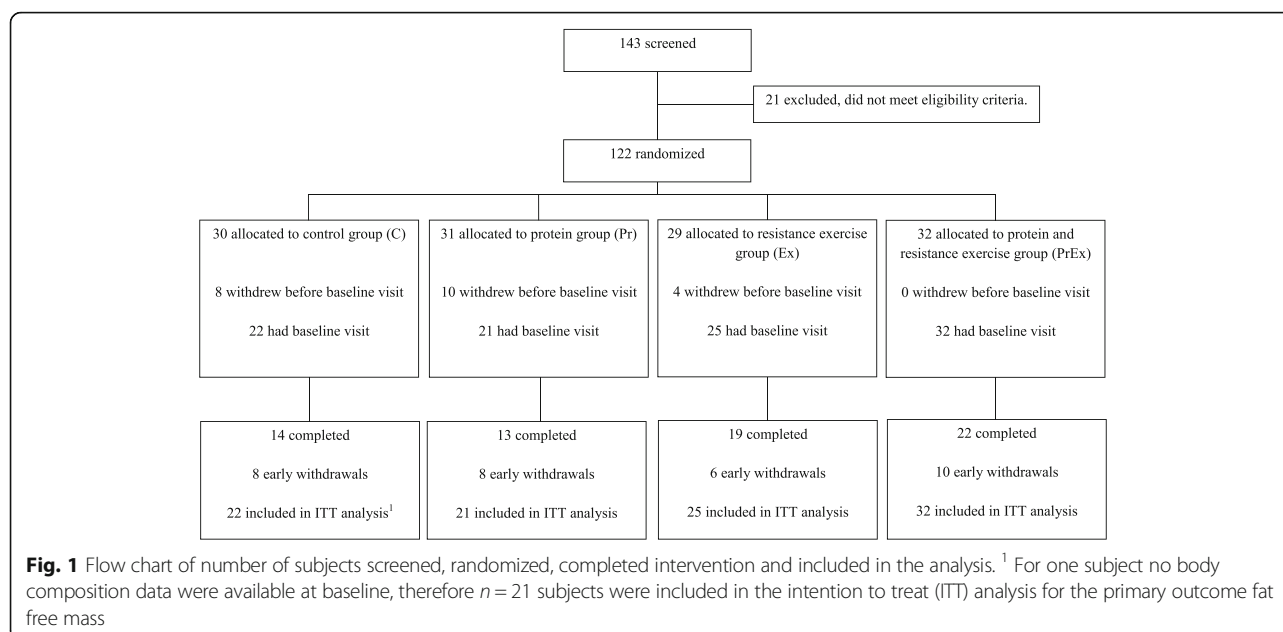 143 screened
21 excluded, did not meet eligibility criteria.
122 randomized
30 allocated to control group (C)
8 withdrew before baseline visit
22 had baseline visit
31 allocated to protein group (Pr)
10 withdrew before baseline visit
21 had baseline visit
29 allocated to resistance exercise
group (Ex)
4 withdrew before baseline visit
25 had baseline visit
32 allocated to protein and
resistance exercise group (PrEx)
0 withdrew before baseline visit
32 had baseline visit
14 completed
8 early withdrawals
22 included in ITT analysis¹
13 completed
8 early withdrawals
21 included in ITT analysis
19 completed
6 early withdrawals
25 included in ITT analysis
22 completed
10 early withdrawals
32 included in ITT analysis
Fig. 1 Flow chart of number of subjects screened, randomized, completed intervention and included in the analysis. ¹ For one subject no body
composition data were available at baseline, therefore n = 21 subjects were included in the intention to treat (ITT) analysis for the primary outcome fat
free mass